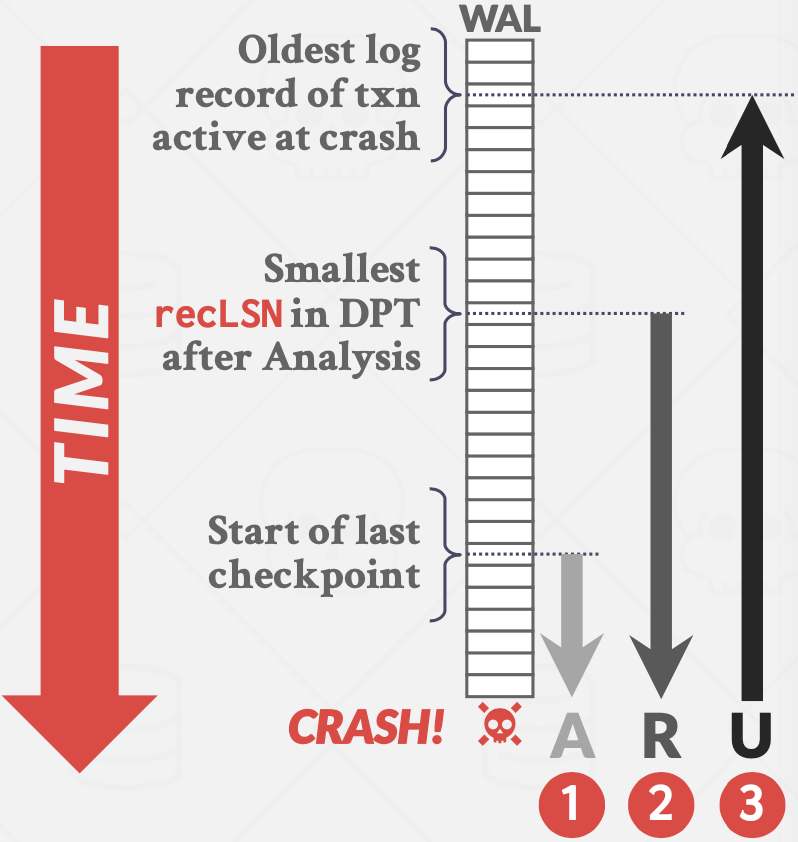 WAL
Oldest log
record of txn
active at crash
Smallest
recLSN in DPT
after Analysis
TIME
Start of last
checkpoint
CRASH!
A R U
1 2 3